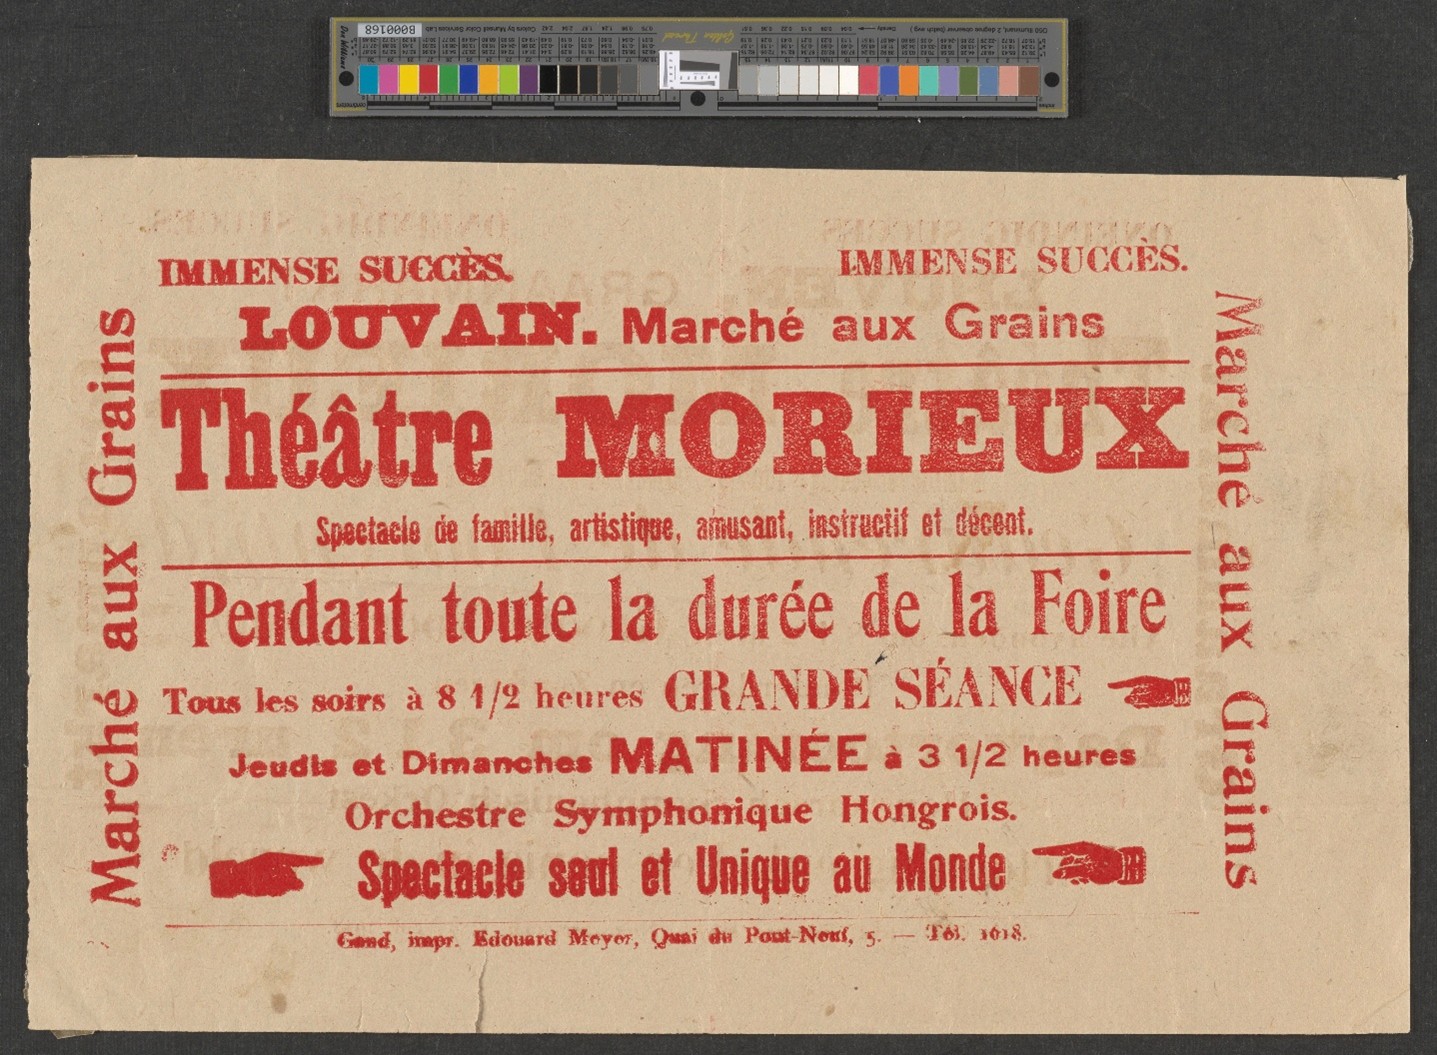 B000168
IMMENSE SUCCÈS.
IMMENSE SUCCÈS.
LOUVAIN. Marché aux Grains
Marché aux Grains
Marché aux Grains
Théâtre MORIEUX
Spectacle de famille, artistique, amusant, instructif et décent.
Pendant toute la durée de la Foire
Tous les soirs à 8 1/2 heures GRANDE SÉANCE
Jeudis et Dimanches MATINÉE à 3 1/2 heures
Orchestre Symphonique Hongrois.
Spectacle seul et Unique au Monde
Gand, impr. Edouard Meyer, Quai du Pont-Neuf, 5. — Tél. 1618.